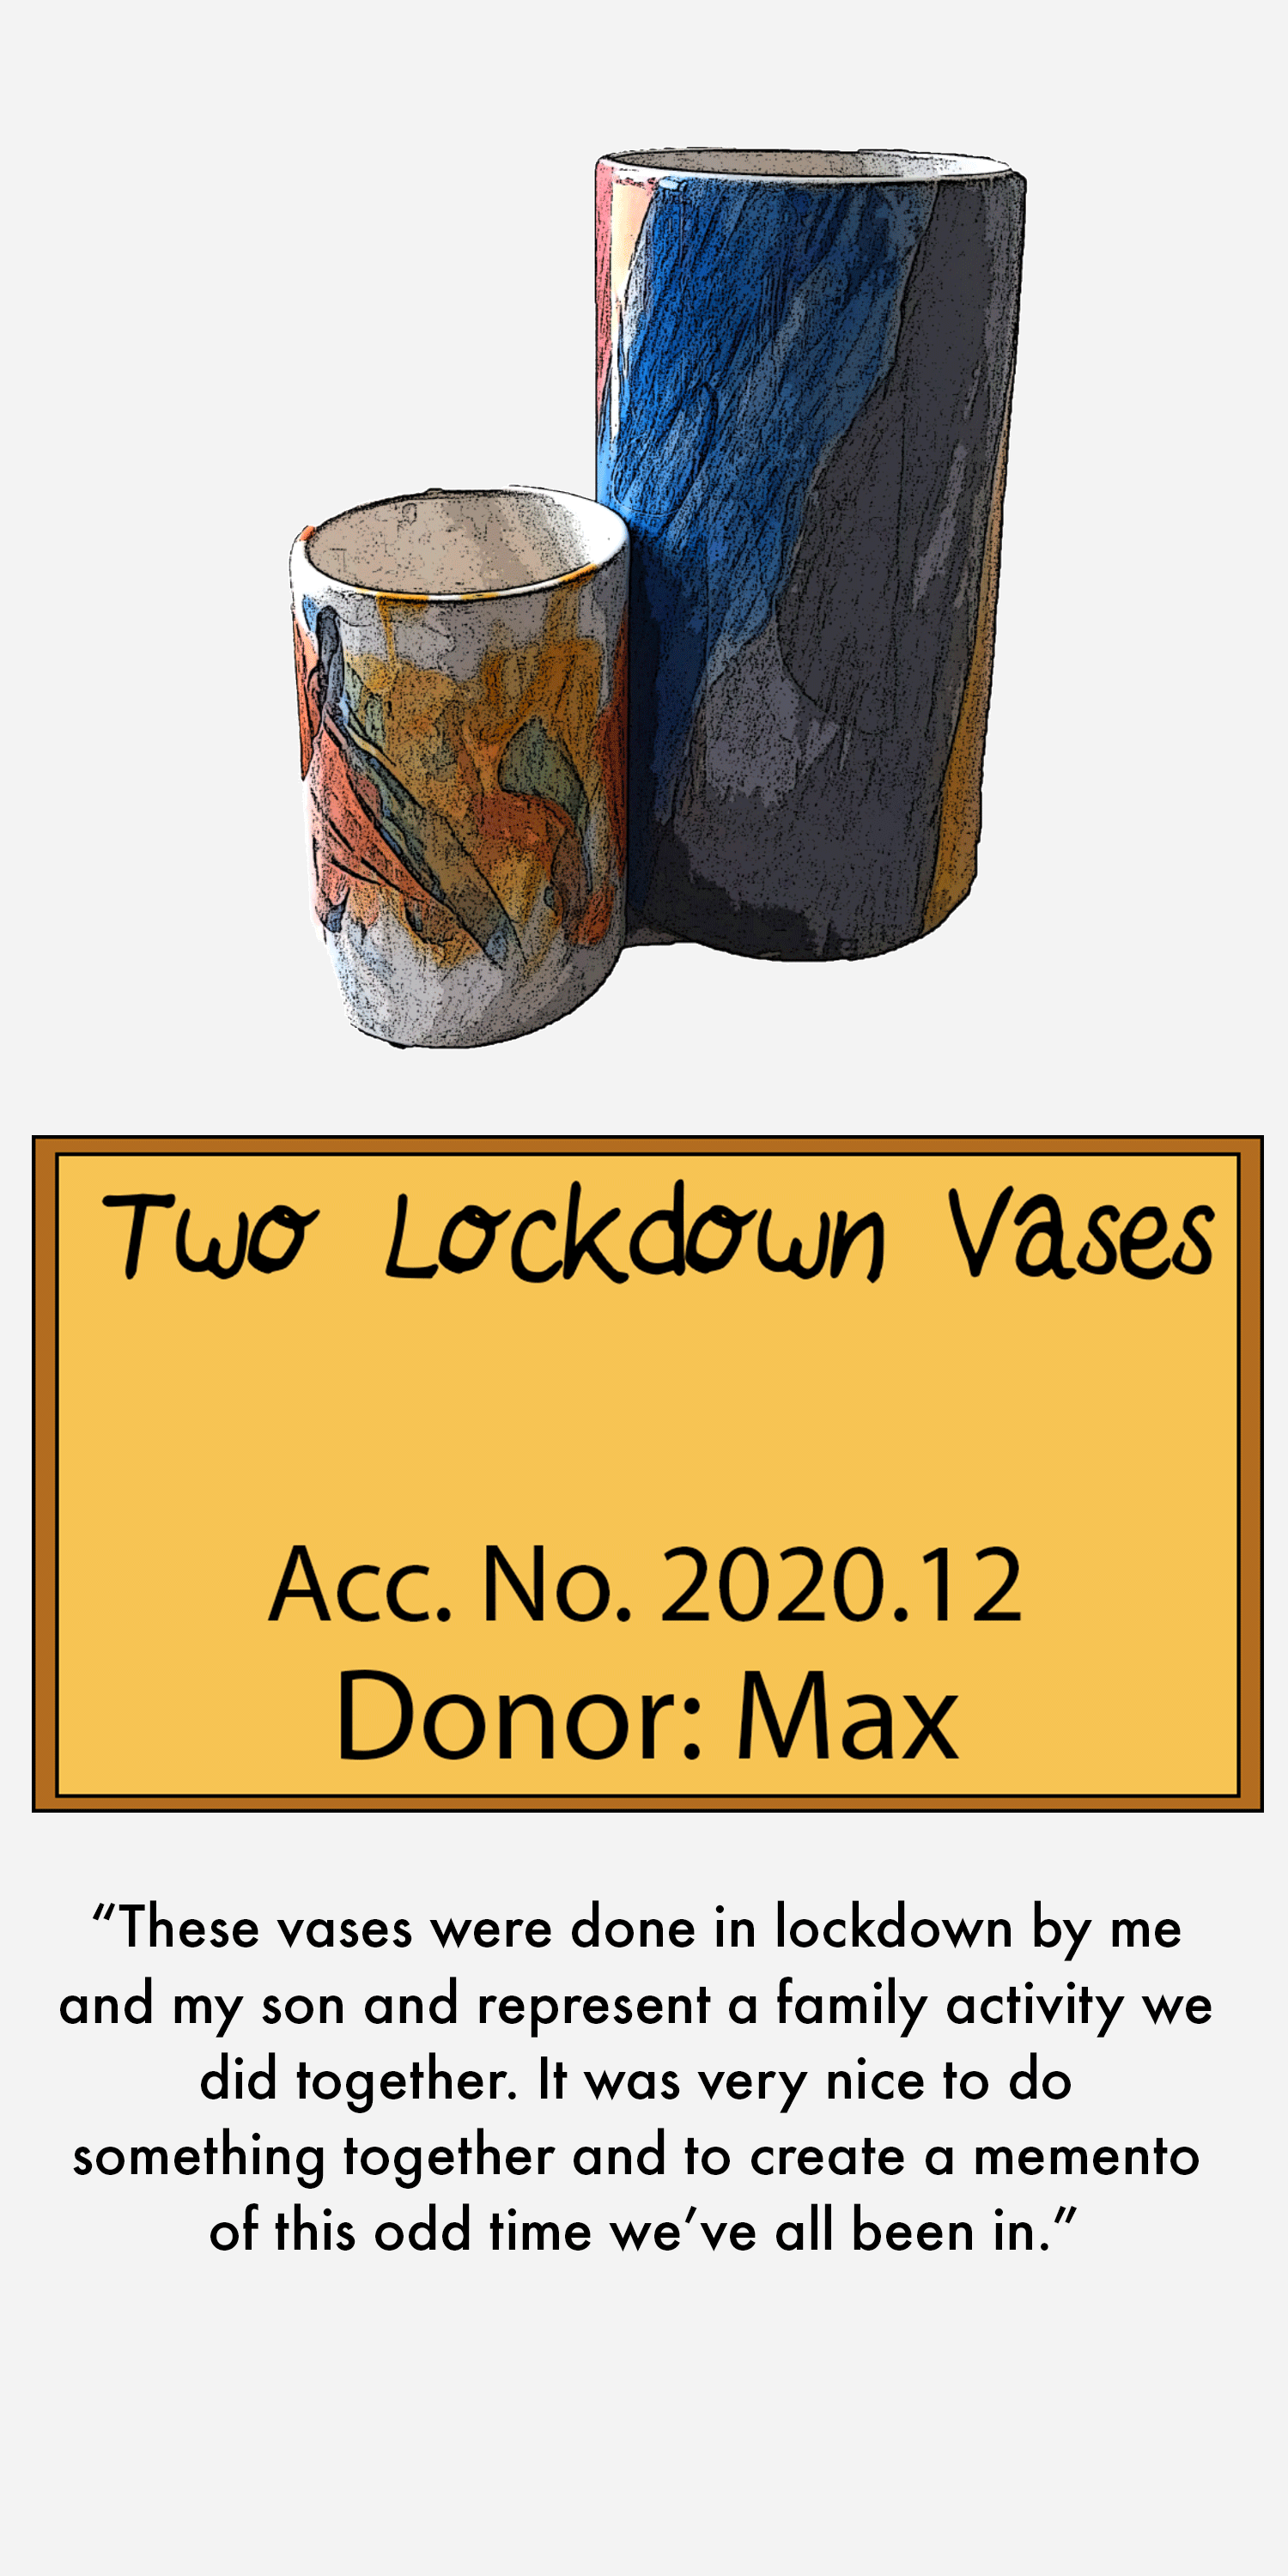 Two Lockdown Vases
Acc. No. 2020.12
Donor: Max
“These vases were done in lockdown by me
and my son and represent a family activity we
did together. It was very nice to do
something together and to create a memento
of this odd time we’ve all been in.”